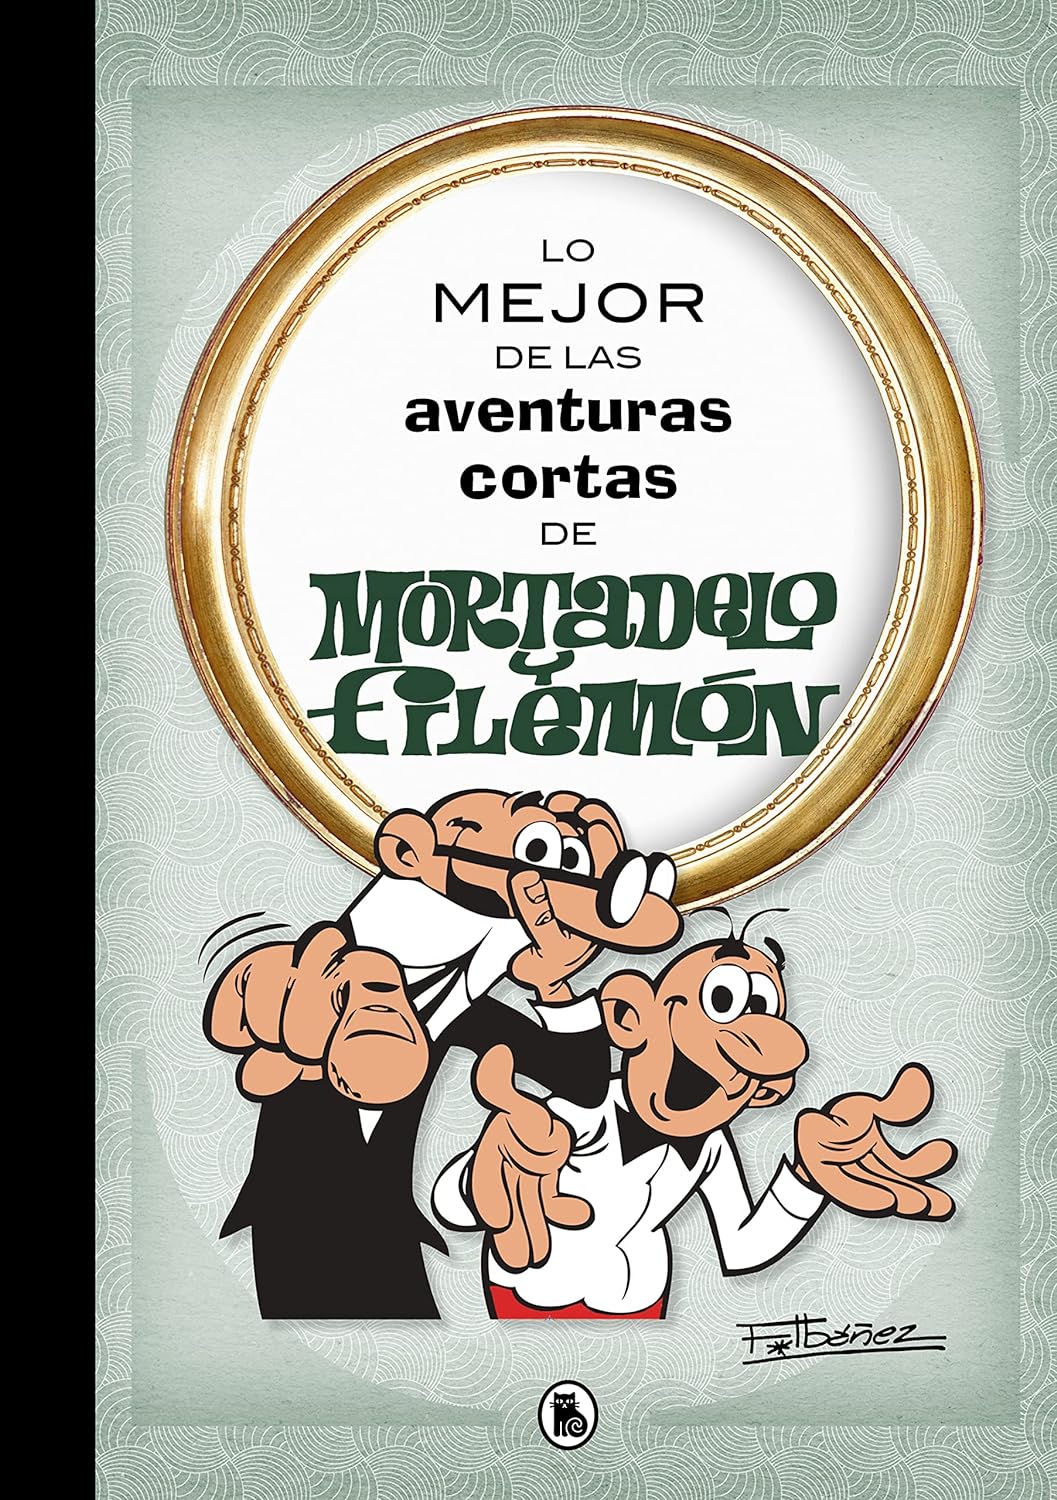 LO
MEJOR
DE LAS
aventuras
cortas
DE
MORTADELO
Y
FILEMÓN
F. Ibáñez